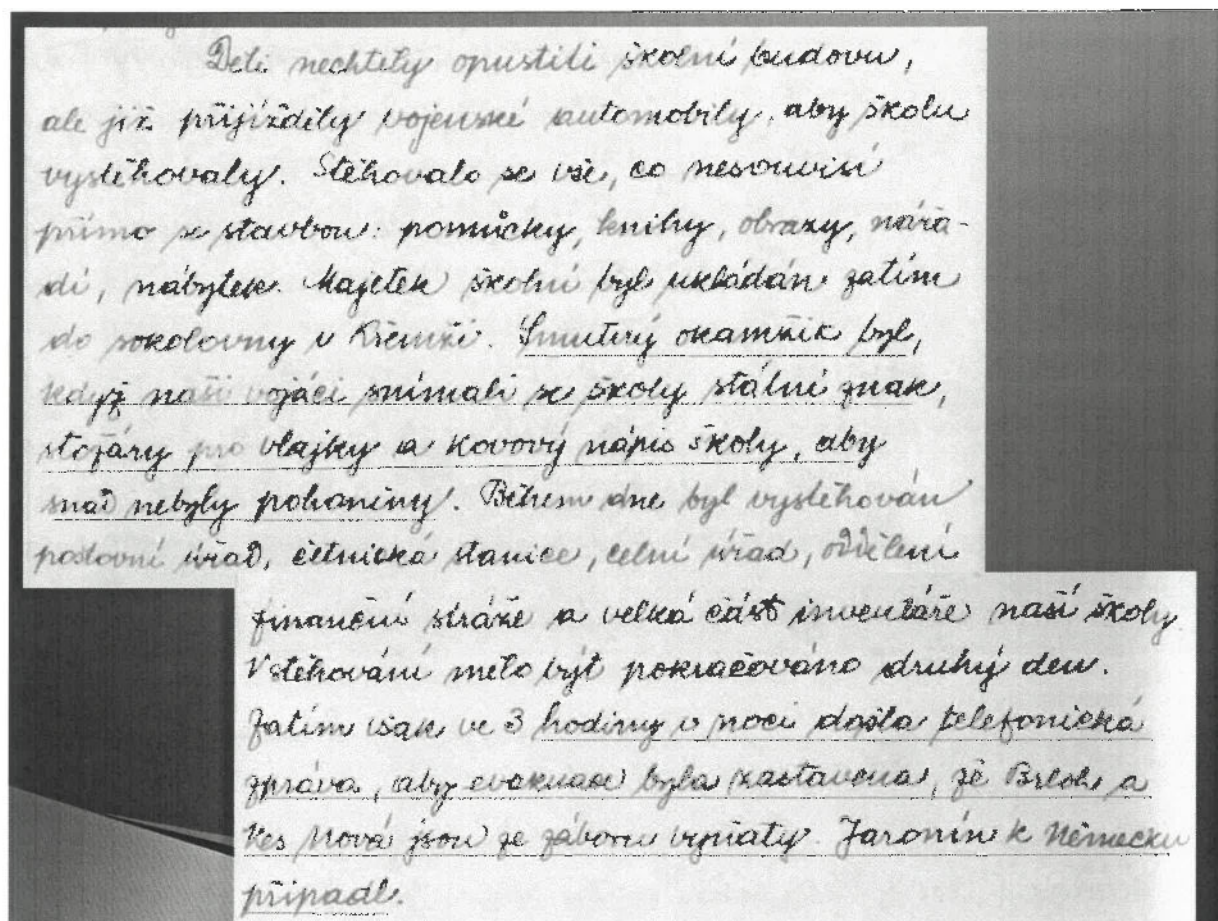 Děti nechtěly opustiti školní budovu,
ale již přijížděly vojenské automobily, aby školu
vystěhovaly. Stěhovalo se vše, co nesouvisí
přímo se stavbou: pomůcky, knihy, obrazy, nářa-
dí, nábytek. Majetek školní byl ukládán zatím
do sokolovny v Křemži. Smutný okamžik byl,
když naši vojáci snímali se školy státní znak,
stožáry pro vlajky a kovový nápis školy, aby
snad nebyly pohaněny. Během dne byl vystěhován
poštovní úřad, četnická stanice, celní úřad, oddělení
finanční stráže a velká část inventáře naší školy.
V stěhování mělo býti pokračováno druhý den.
Zatím však ve 3 hodiny v noci došla telefonická
zpráva, aby evakuace byla zastavena, že Brloh a
Ves Nová jsou ze záboru vyňaty. Jaronín k Německu
připadl.